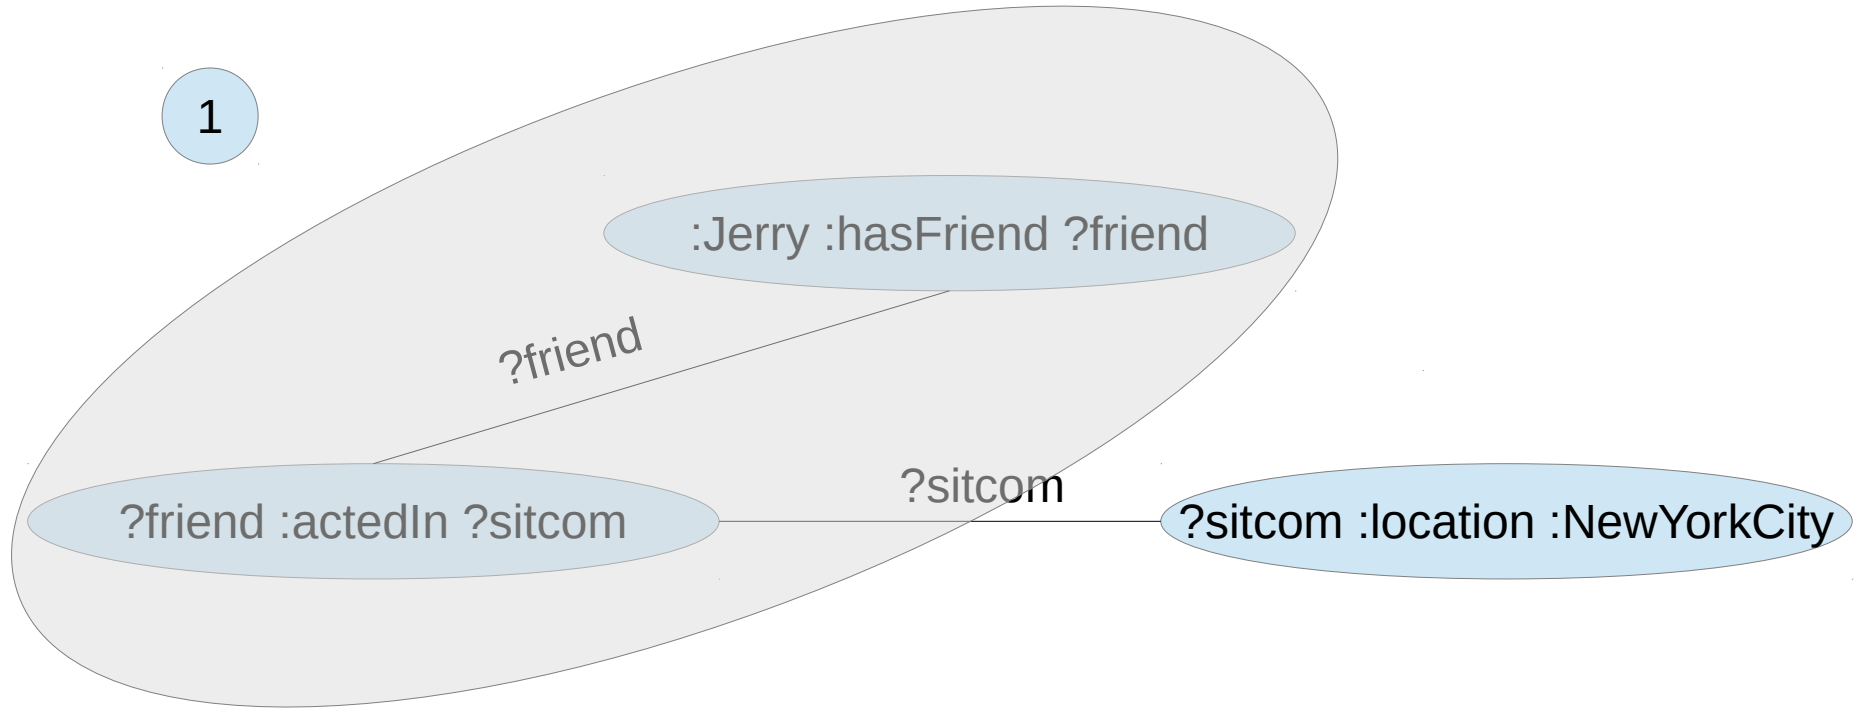 1
:Jerry :hasFriend ?friend
?friend
?sitcom
?friend :actedIn ?sitcom
?sitcom :location :NewYorkCity